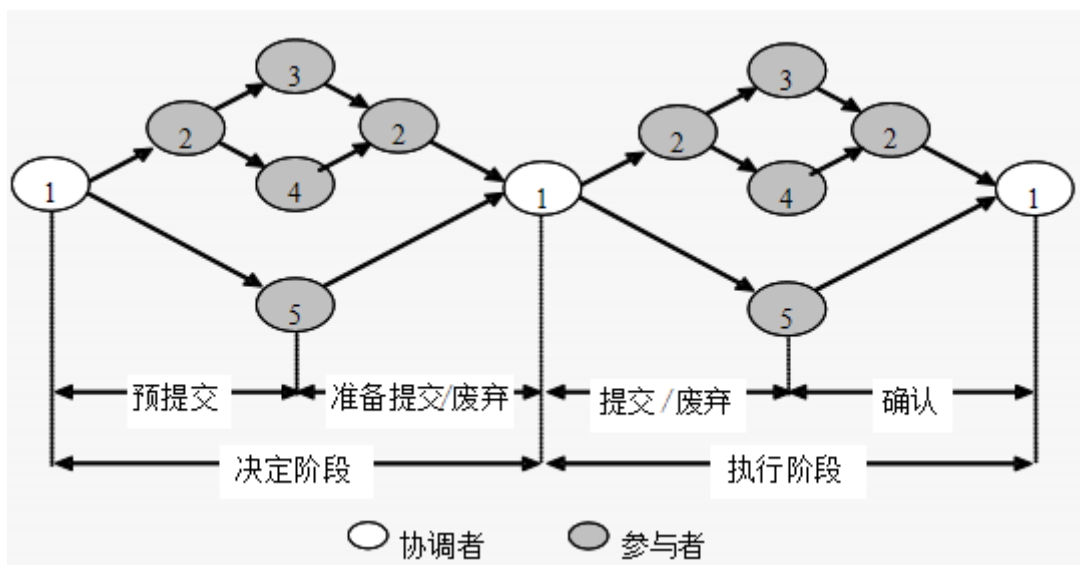 3 3
2 2 2 2
1 4 1 4 1
5 5
预提交 准备提交/废弃 提交/废弃 确认
决定阶段 执行阶段
协调者 参与者